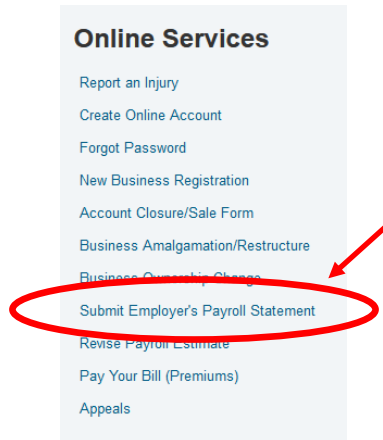 Online Services
Report an Injury
Create Online Account
Forgot Password
New Business Registration
Account Closure/Sale Form
Business Amalgamation/Restructure
Business Ownership Change
Submit Employer's Payroll Statement
Revise Payroll Estimate
Pay Your Bill (Premiums)
Appeals